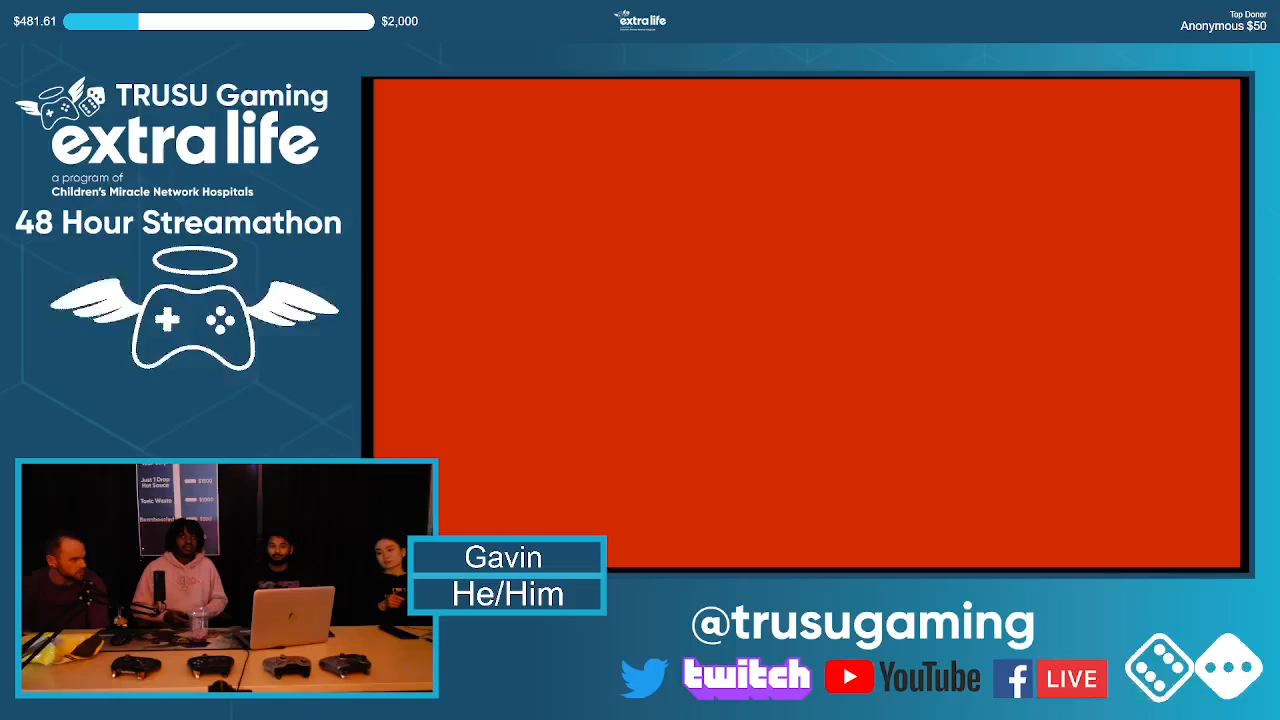 $481.61
$2,000
extra life
Top Donor
Anonymous $50
TRUSU Gaming
extra life
a program of
Children's Miracle Network Hospitals
48 Hour Streamathon
Just 1 Drop
Hot Sauce
$1500
Toxic Waste
Gavin
He/Him
@trusugaming
twitch
YouTube
f LIVE